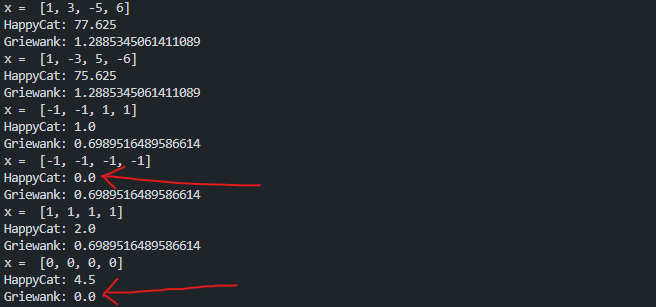 x =  [1, 3, -5, 6]
HappyCat: 77.625
Griewank: 1.2885345061411089
x =  [1, -3, 5, -6]
HappyCat: 75.625
Griewank: 1.2885345061411089
x =  [-1, -1, 1, 1]
HappyCat: 1.0
Griewank: 0.6989516489586614
x =  [-1, -1, -1, -1]
HappyCat: 0.0
Griewank: 0.6989516489586614
x =  [1, 1, 1, 1]
HappyCat: 2.0
Griewank: 0.6989516489586614
x =  [0, 0, 0, 0]
HappyCat: 4.5
Griewank: 0.0